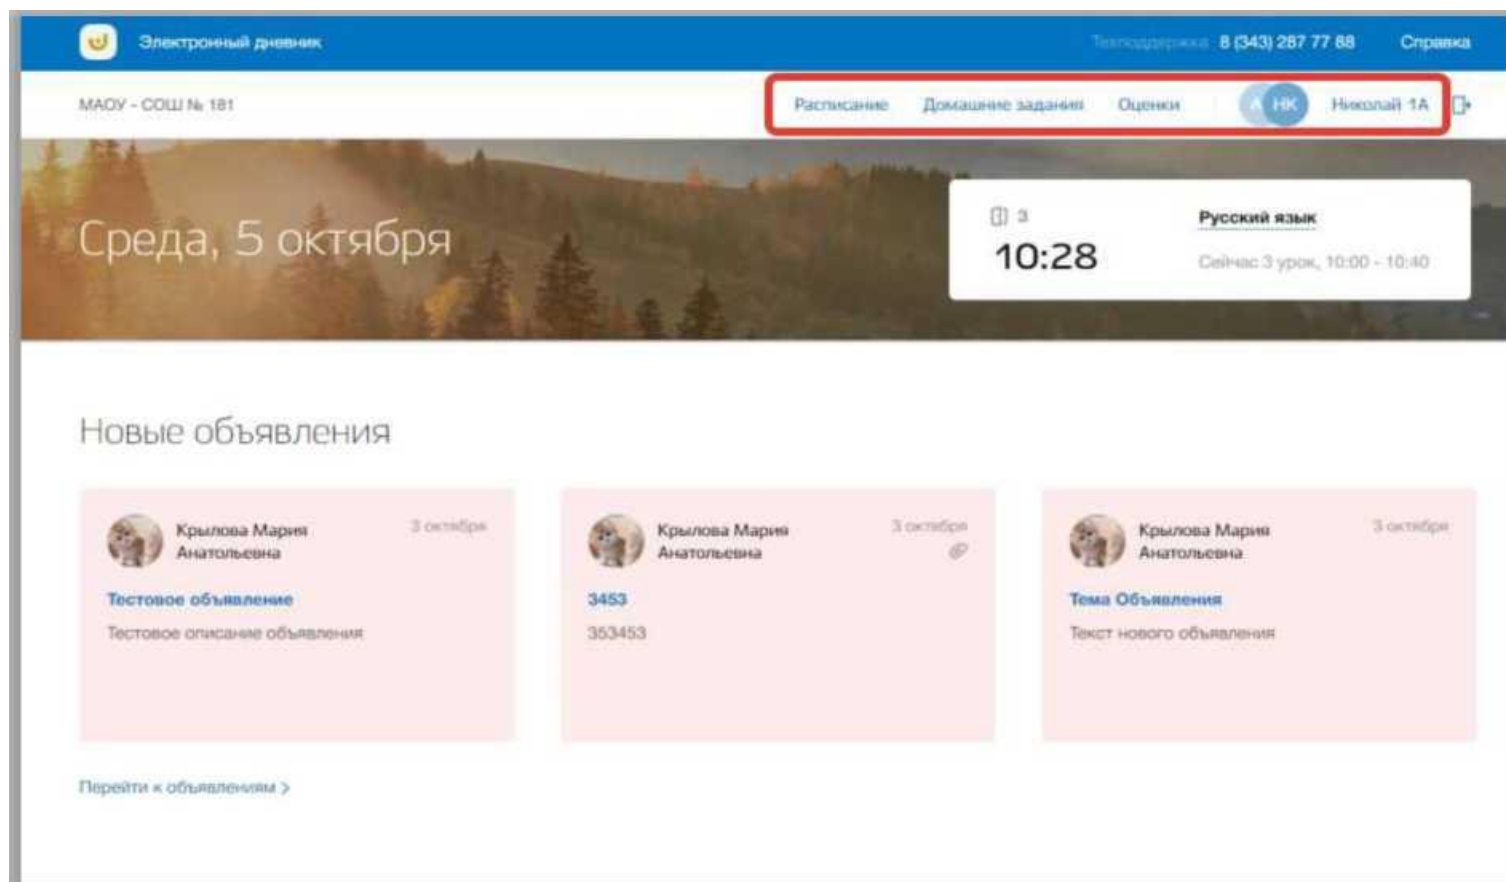 Электронный дневник
Техподдержка 8 (343) 287 77 88 Справка
МАОУ - СОШ № 181
Расписание Домашние задания Оценки А НК Николай 1А
Среда, 5 октября
3
10:28
Русский язык
Сейчас 3 урок, 10:00 - 10:40
Новые объявления
Крылова Мария
Анатольевна
3 октября
Тестовое объявление
Тестовое описание объявления
Крылова Мария
Анатольевна
3 октября
3453
353453
Крылова Мария
Анатольевна
3 октября
Тема Объявления
Текст нового объявления
Перейти к объявлениям >